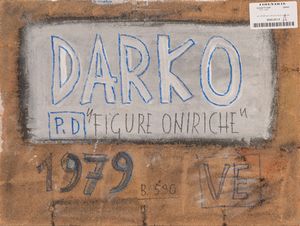 DARKO
P.D "FIGURE ONIRICHE"
1979 B.590 VE